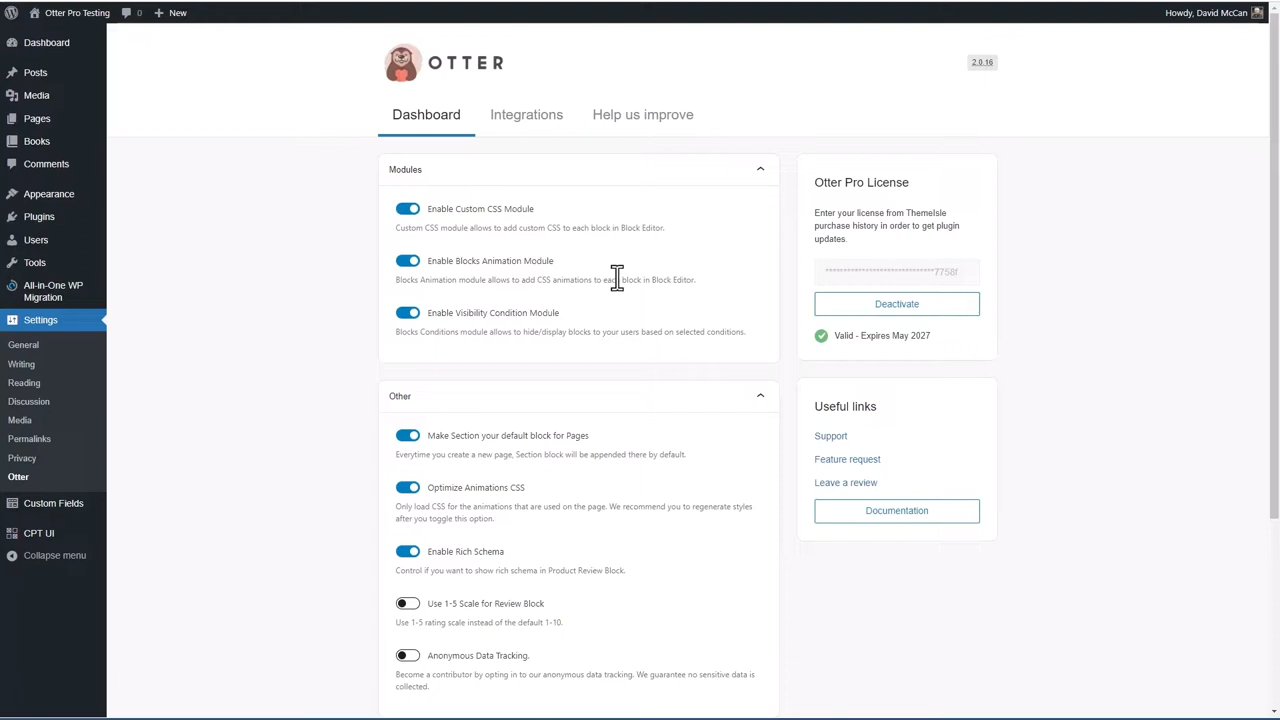 Otter Pro Testing
0
New
Howdy, David McCan
Dashboard
Posts
Media
Pages
Books
Comments
Appearance
Plugins
Users
Tools
All-in-One WP
Migration
Settings
General
Writing
Reading
Discussion
Media
Permalinks
Privacy
Otter
Custom Fields
CPT UI
Collapse menu
OTTER
2.0.16
Dashboard
Integrations
Help us improve
Modules
Enable Custom CSS Module
Custom CSS module allows to add custom CSS to each block in Block Editor.
Enable Blocks Animation Module
Blocks Animation module allows to add CSS animations to each block in Block Editor.
Enable Visibility Condition Module
Blocks Conditions module allows to hide/display blocks to your users based on selected conditions.
Other
Make Section your default block for Pages
Everytime you create a new page, Section block will be appended there by default.
Optimize Animations CSS
Only load CSS for the animations that are used on the page. We recommend you to regenerate styles
after you toggle this option.
Enable Rich Schema
Control if you want to show rich schema in Product Review Block.
Use 1-5 Scale for Review Block
Use 1-5 rating scale instead of the default 1-10.
Anonymous Data Tracking.
Become a contributor by opting in to our anonymous data tracking. We guarantee no sensitive data is
collected.
Otter Pro License
Enter your license from ThemeIsle
purchase history in order to get plugin
updates.
******************************7758f
Deactivate
Valid - Expires May 2027
Useful links
Support
Feature request
Leave a review
Documentation